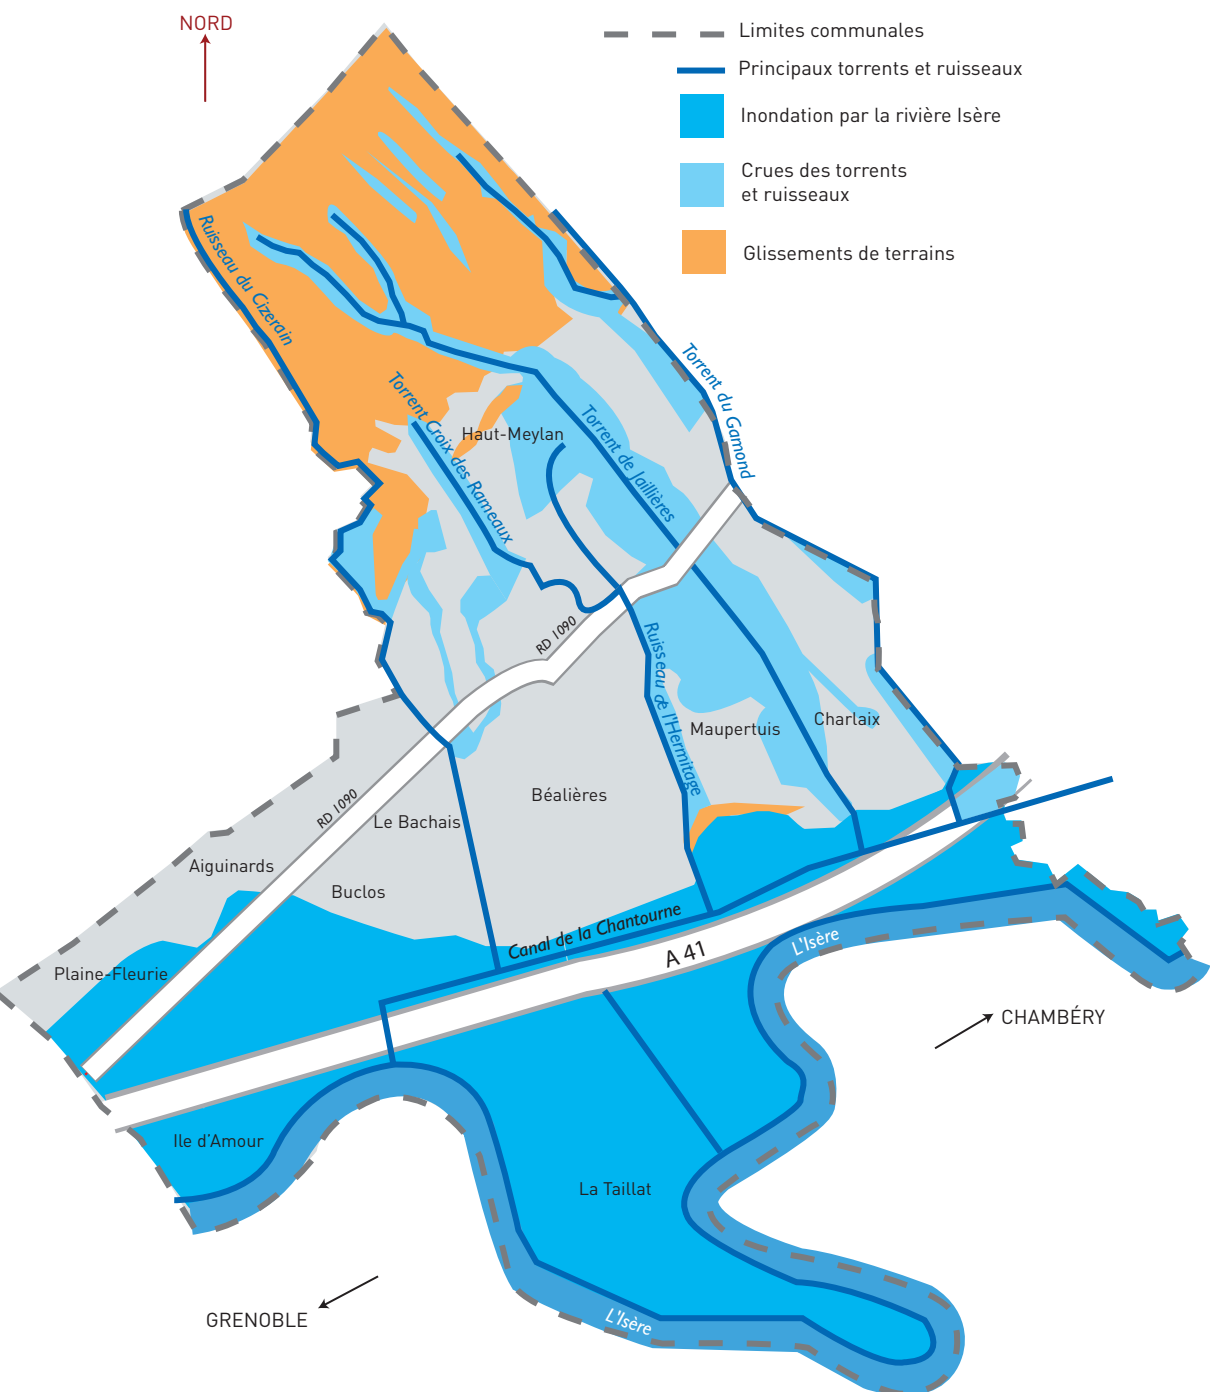 NORD
Limites communales
Principaux torrents et ruisseaux
Inondation par la rivière Isère
Crues des torrents
et ruisseaux
Glissements de terrains
Ruisseau du Cizerain
Torrent du Gamond
Torrent Croix des Rameaux
Haut-Meylan
Torrent de Jaillières
RD 1090
Ruisseau de l'Hermitage
Maupertuis
Charlaix
Béalières
RD 1090
Le Bachais
Aiguinards
Buclos
Canal de la Chantourne
A 41
L'Isère
Plaine-Fleurie
CHAMBÉRY
Ile d'Amour
La Taillat
GRENOBLE
L'Isère